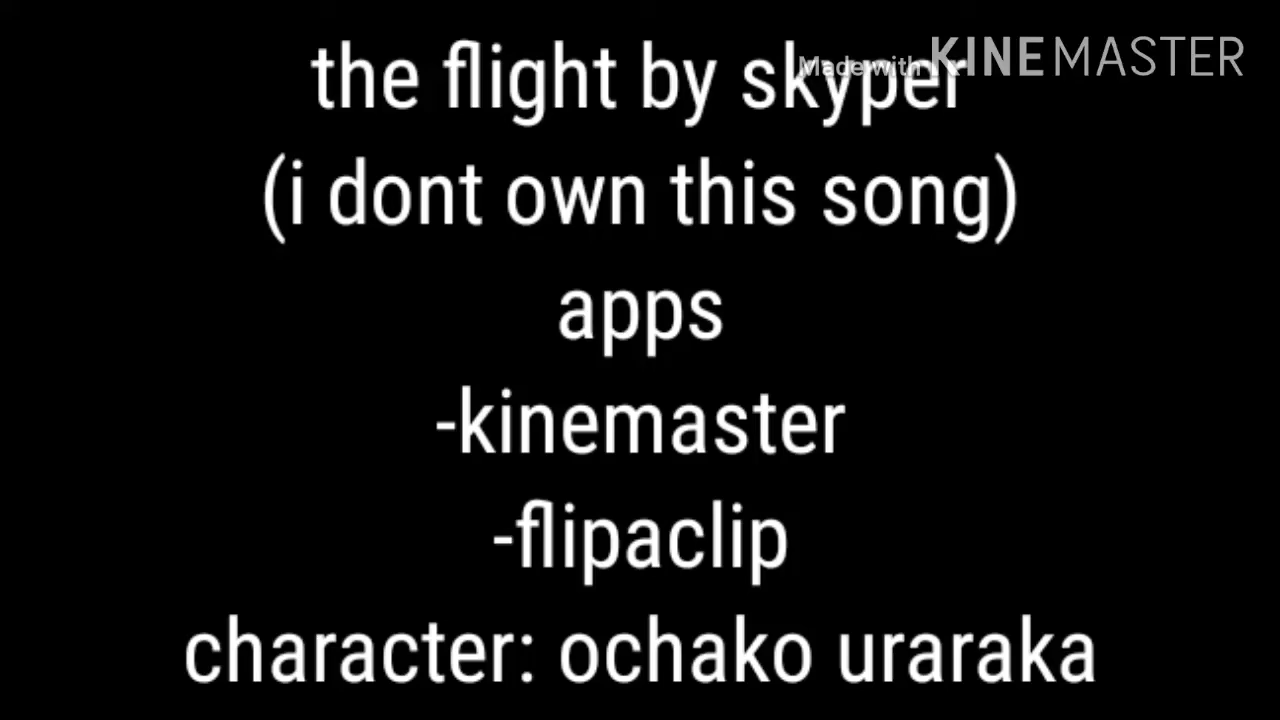 Made with KINEMASTER
the flight by skyper
(i dont own this song)
apps
-kinemaster
-flipaclip
character: ochako uraraka